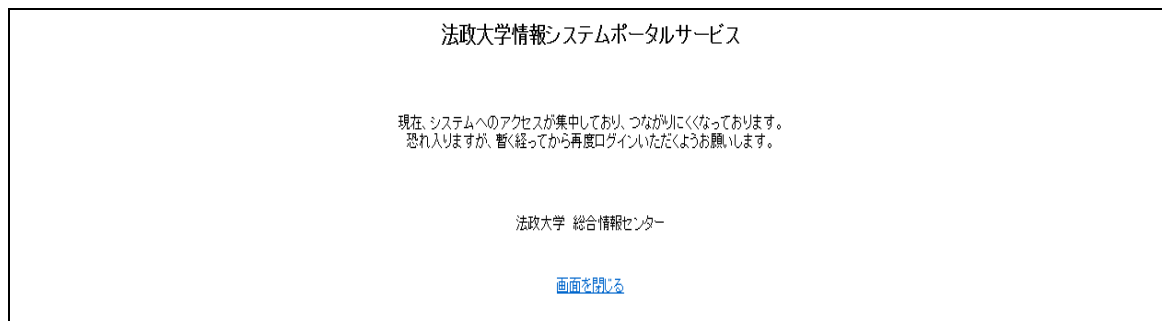 法政大学情報システムポータルサービス
現在、システムへのアクセスが集中しており、つながりにくくなっております。
恐れ入りますが、暫く経ってから再度ログインいただくようお願いします。
法政大学 総合情報センター
画面を閉じる